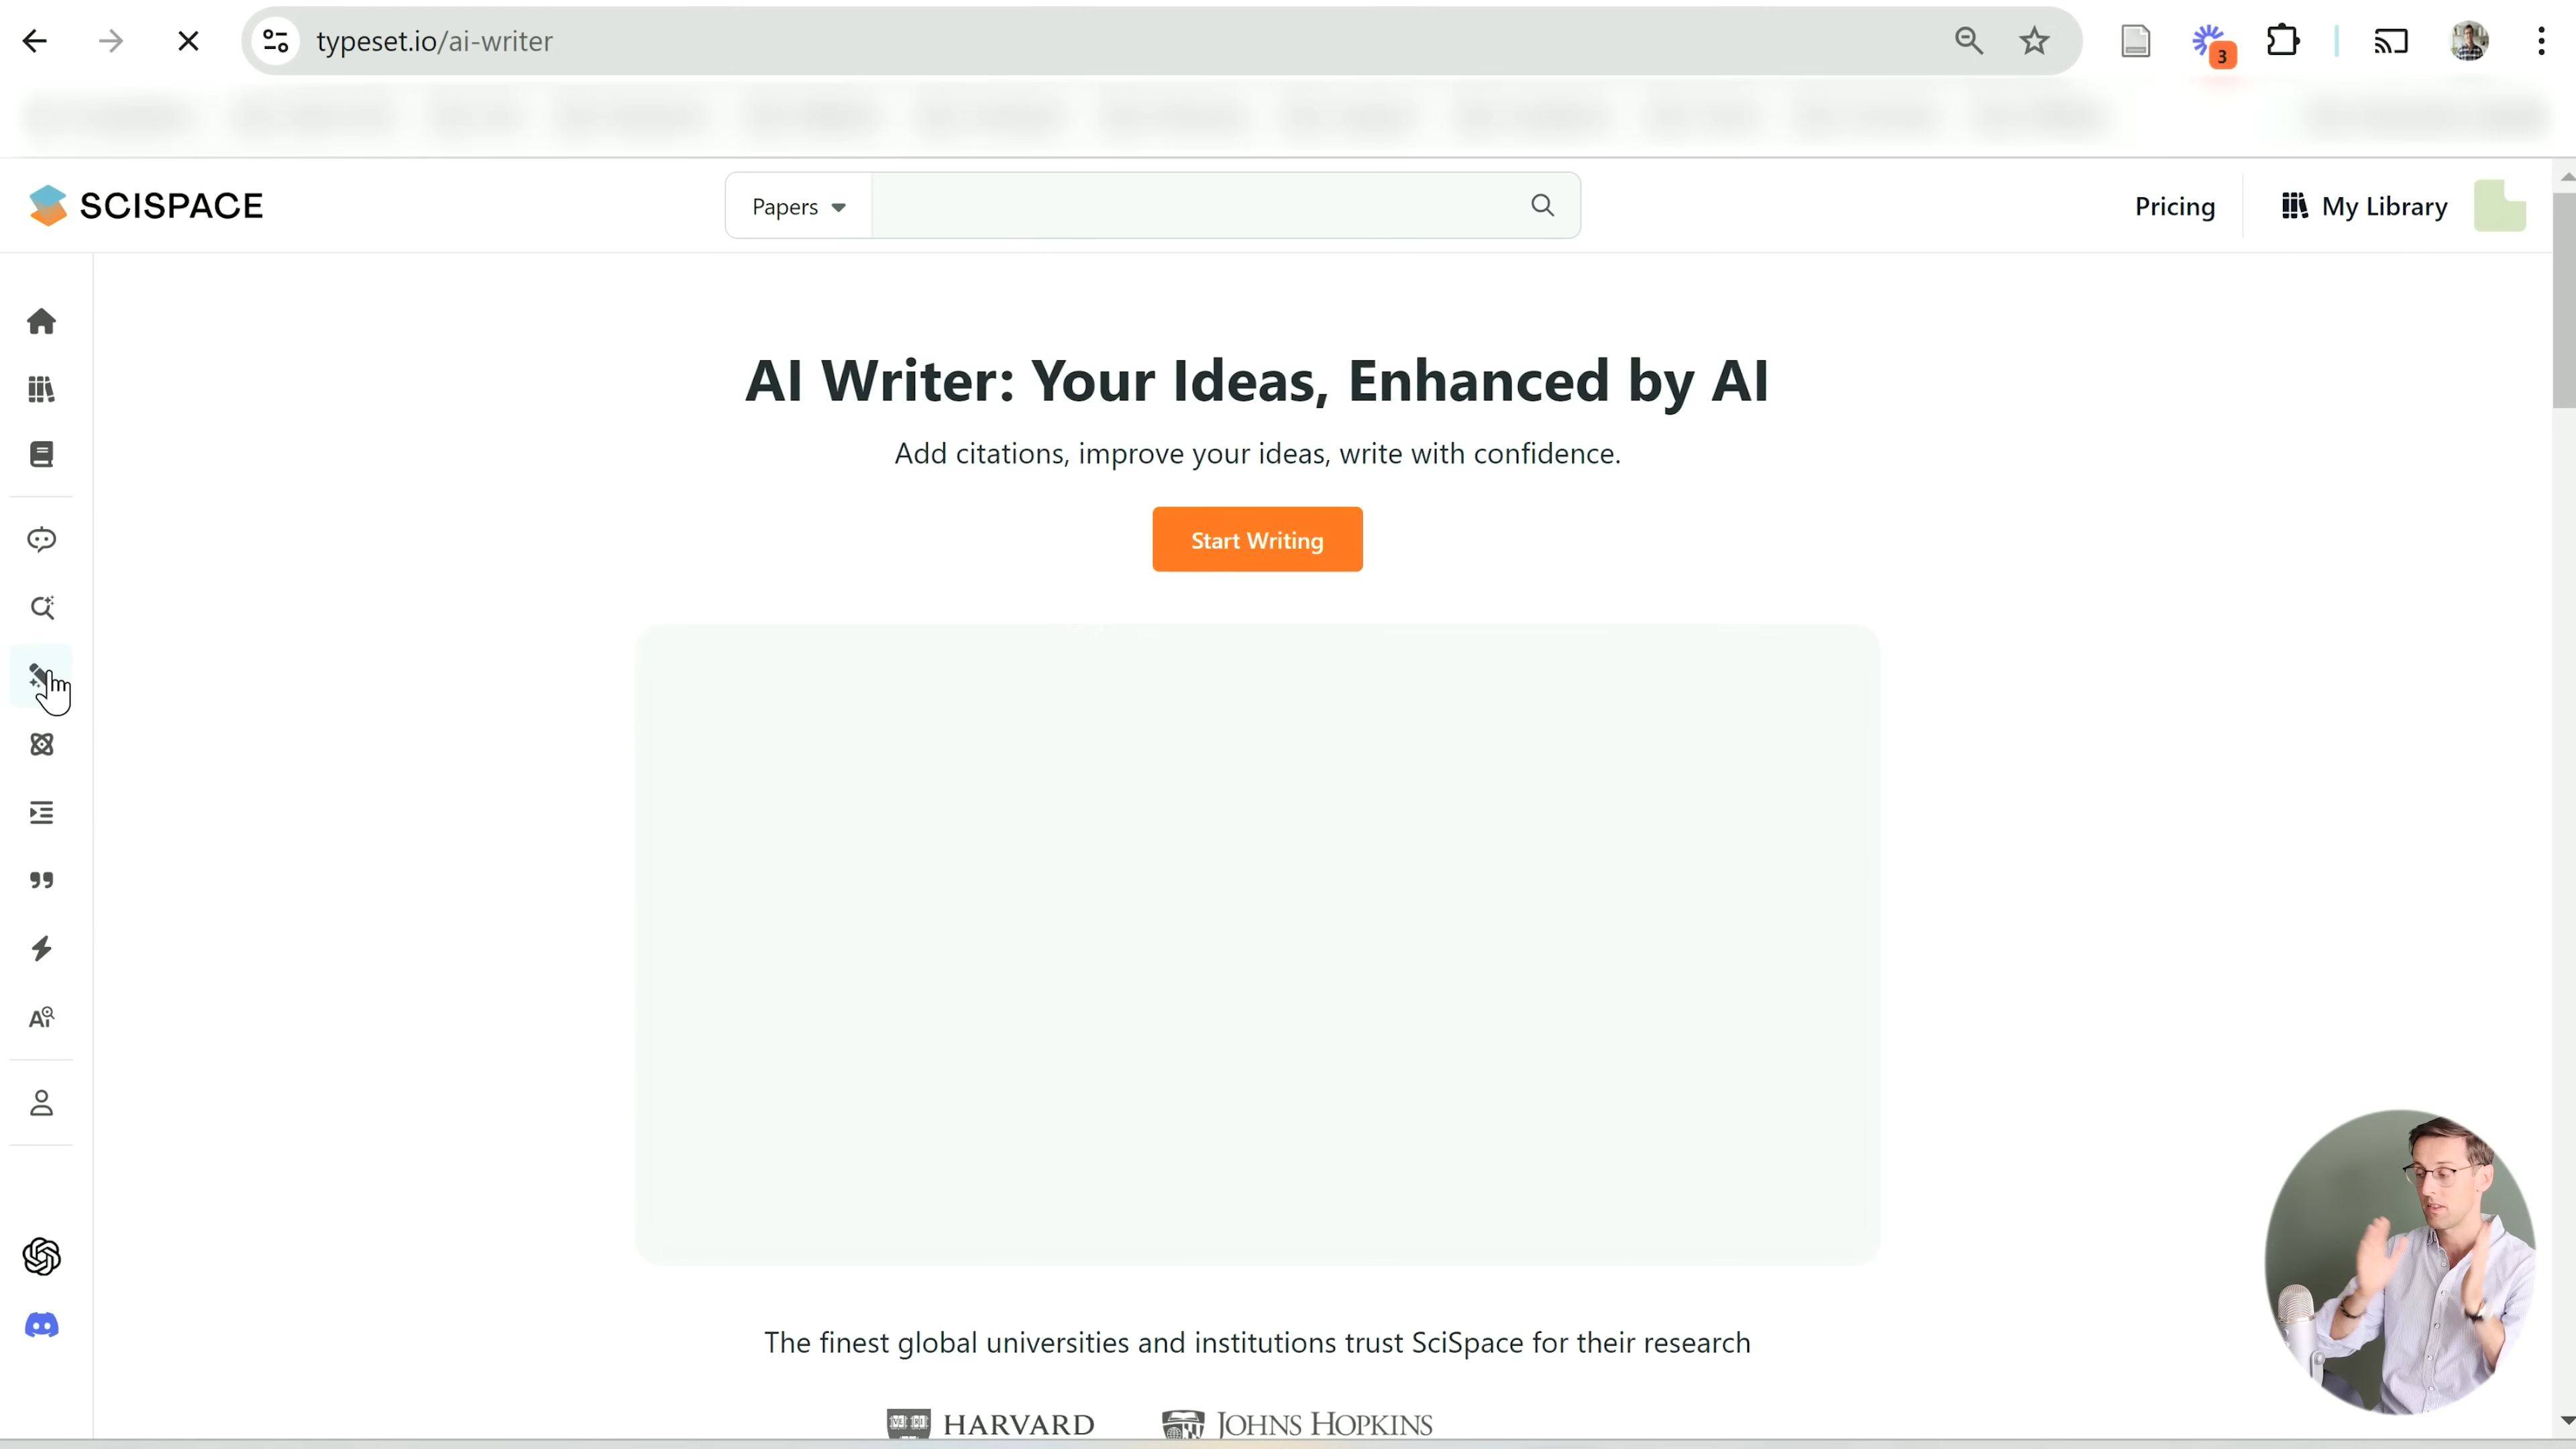 typeset.io/ai-writer
3
SCISPACE
Papers
Pricing
My Library
AI Writer: Your Ideas, Enhanced by AI
Add citations, improve your ideas, write with confidence.
Start Writing
Ai
The finest global universities and institutions trust SciSpace for their research
HARVARD
JOHNS HOPKINS